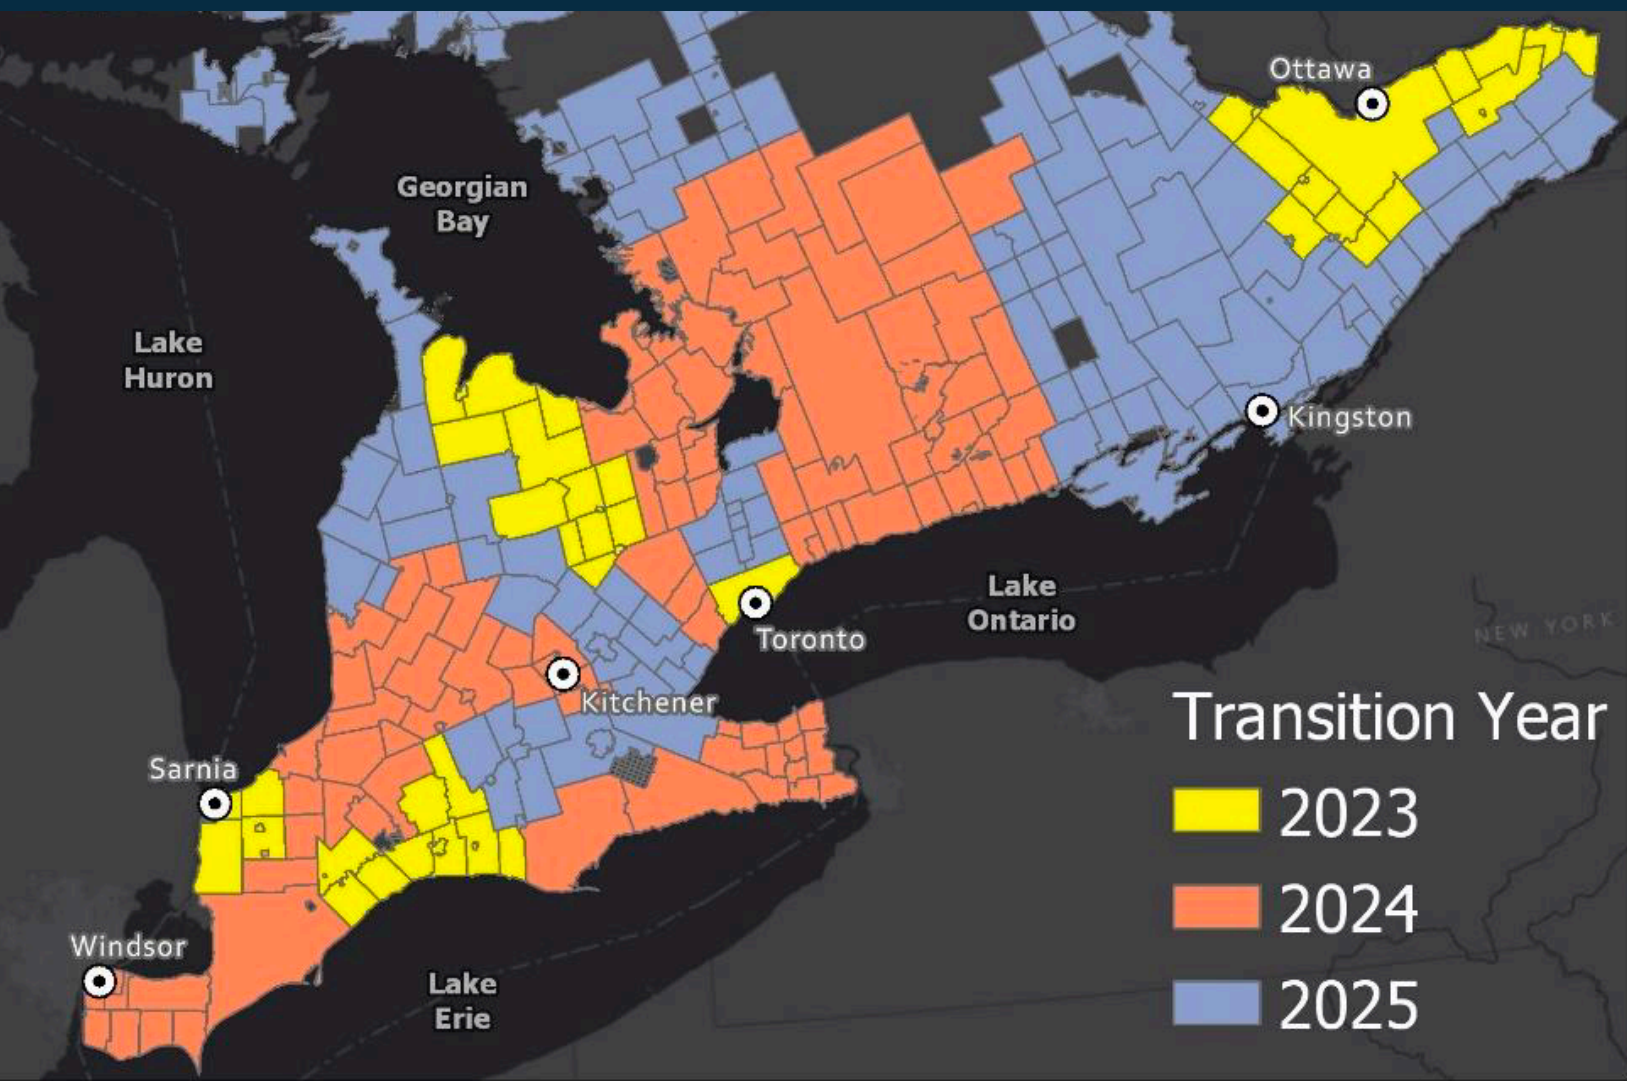 Ottawa
Georgian
Bay
Lake
Huron
Kingston
Lake
Ontario
Toronto
NEW YORK
Kitchener
Transition Year
Sarnia
2023
2024
Windsor
Lake
Erie
2025